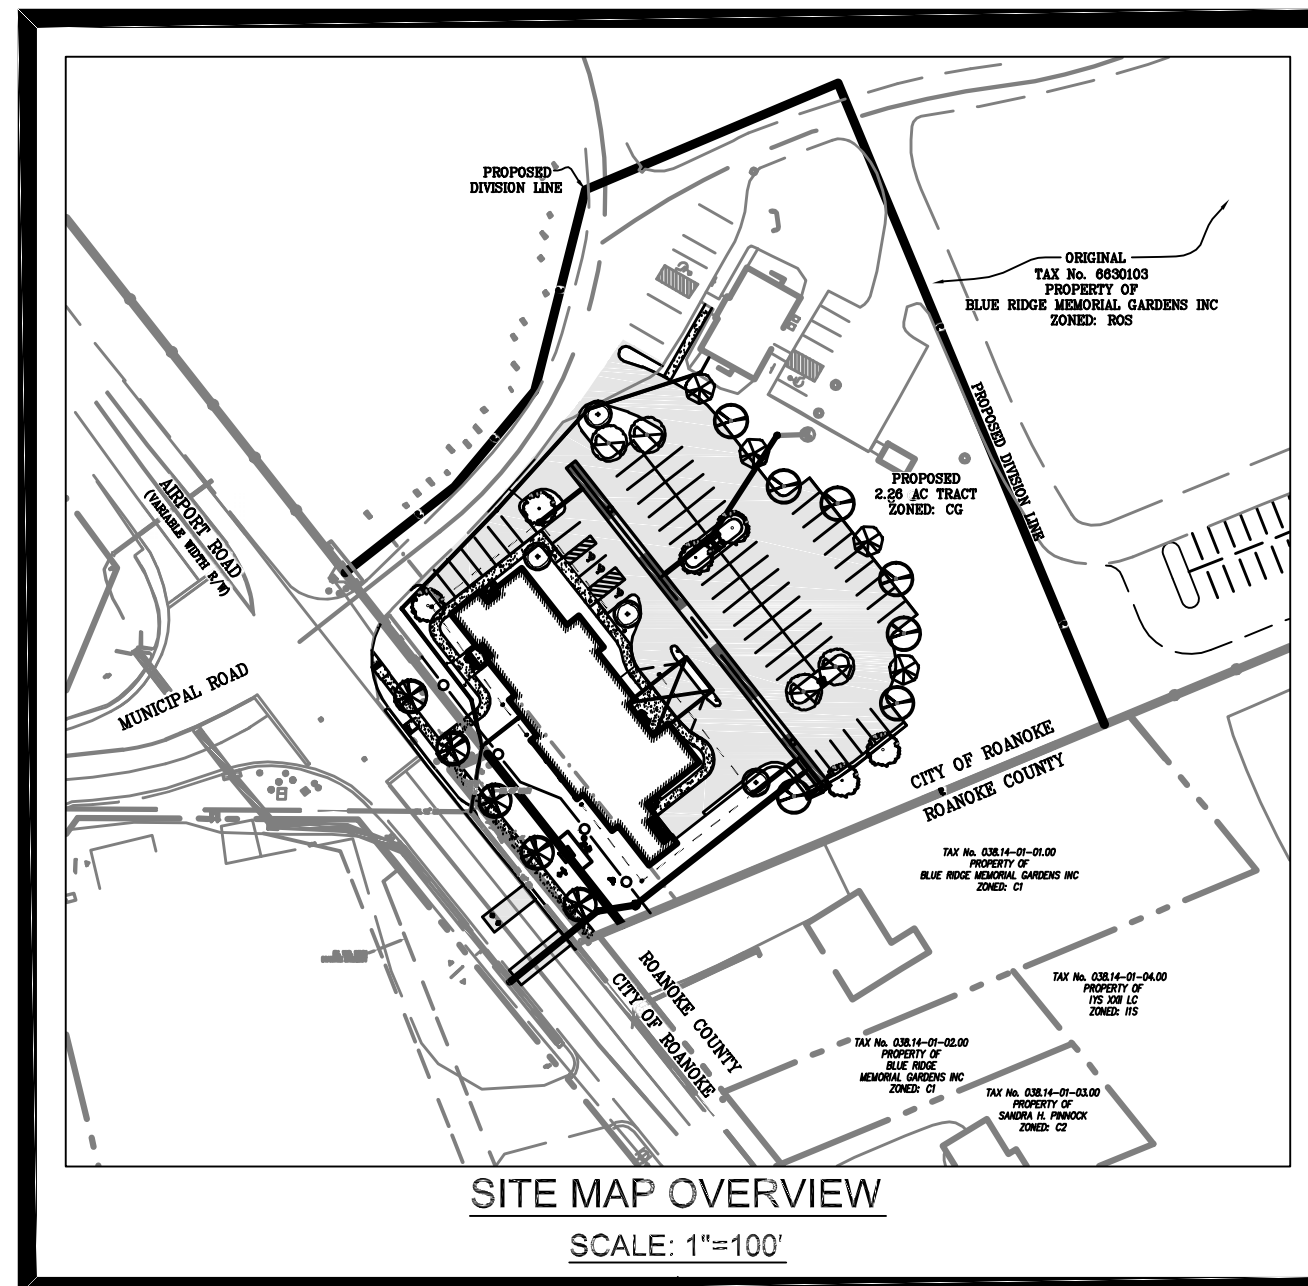 PROPOSED
DIVISION LINE
ORIGINAL
TAX No. 6630103
PROPERTY OF
BLUE RIDGE MEMORIAL GARDENS INC
ZONED: ROS
PROPOSED DIVISION LINE
PROPOSED
2.26 AC TRACT
ZONED: CG
AIRPORT ROAD
(VARIABLE WIDTH R/W)
MUNICIPAL ROAD
CITY OF ROANOKE
ROANOKE COUNTY
TAX No. 038.14-01-01.00
PROPERTY OF
BLUE RIDGE MEMORIAL GARDENS INC
ZONED: C1
ROANOKE COUNTY
CITY OF ROANOKE
TAX No. 038.14-01-04.00
PROPERTY OF
IYS XXII LC
ZONED: I1S
TAX No. 038.14-01-02.00
PROPERTY OF
BLUE RIDGE
MEMORIAL GARDENS INC
ZONED: C1
TAX No. 038.14-01-03.00
PROPERTY OF
SANDRA H. PINNOCK
ZONED: C2
SITE MAP OVERVIEW
SCALE: 1"=100'